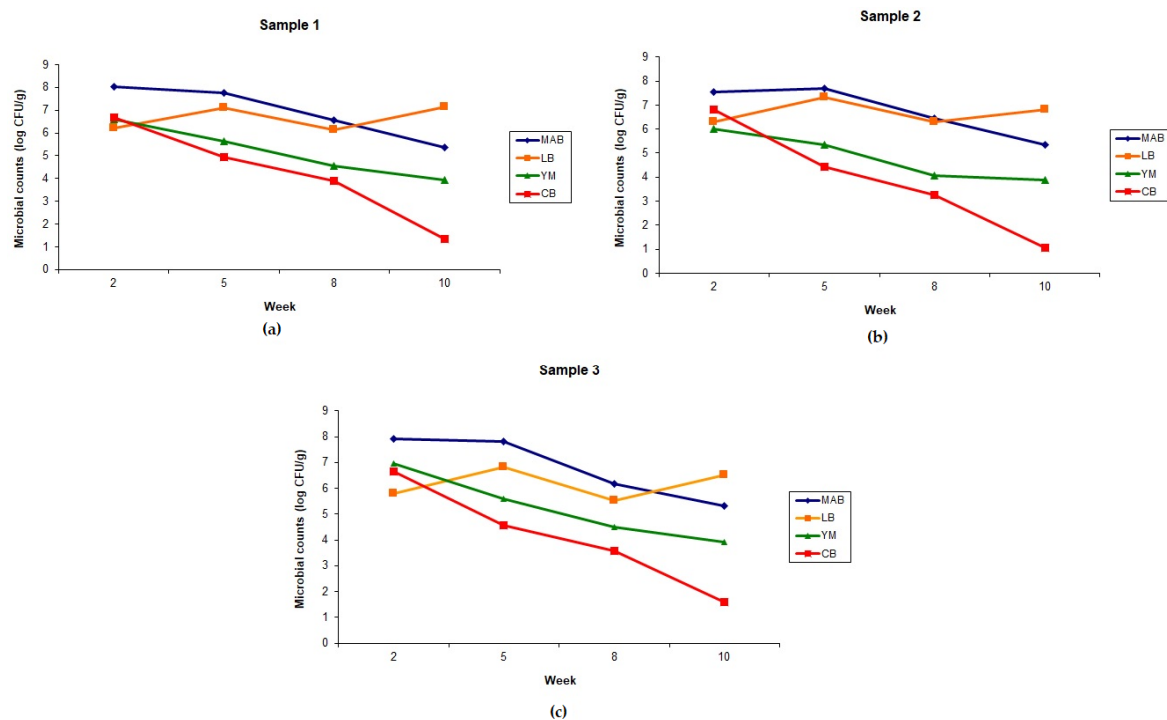 Sample 1
Microbial counts (log CFU/g)
9
8
7
6
5
4
3
2
1
0
2 5 8 10
Week
MAB
LB
YM
CB
(a)
Sample 2
Microbial counts (log CFU/g)
9
8
7
6
5
4
3
2
1
0
2 5 8 10
Week
MAB
LB
YM
CB
(b)
Sample 3
Microbial counts (log CFU/g)
9
8
7
6
5
4
3
2
1
0
2 5 8 10
Week
MAB
LB
YM
CB
(c)